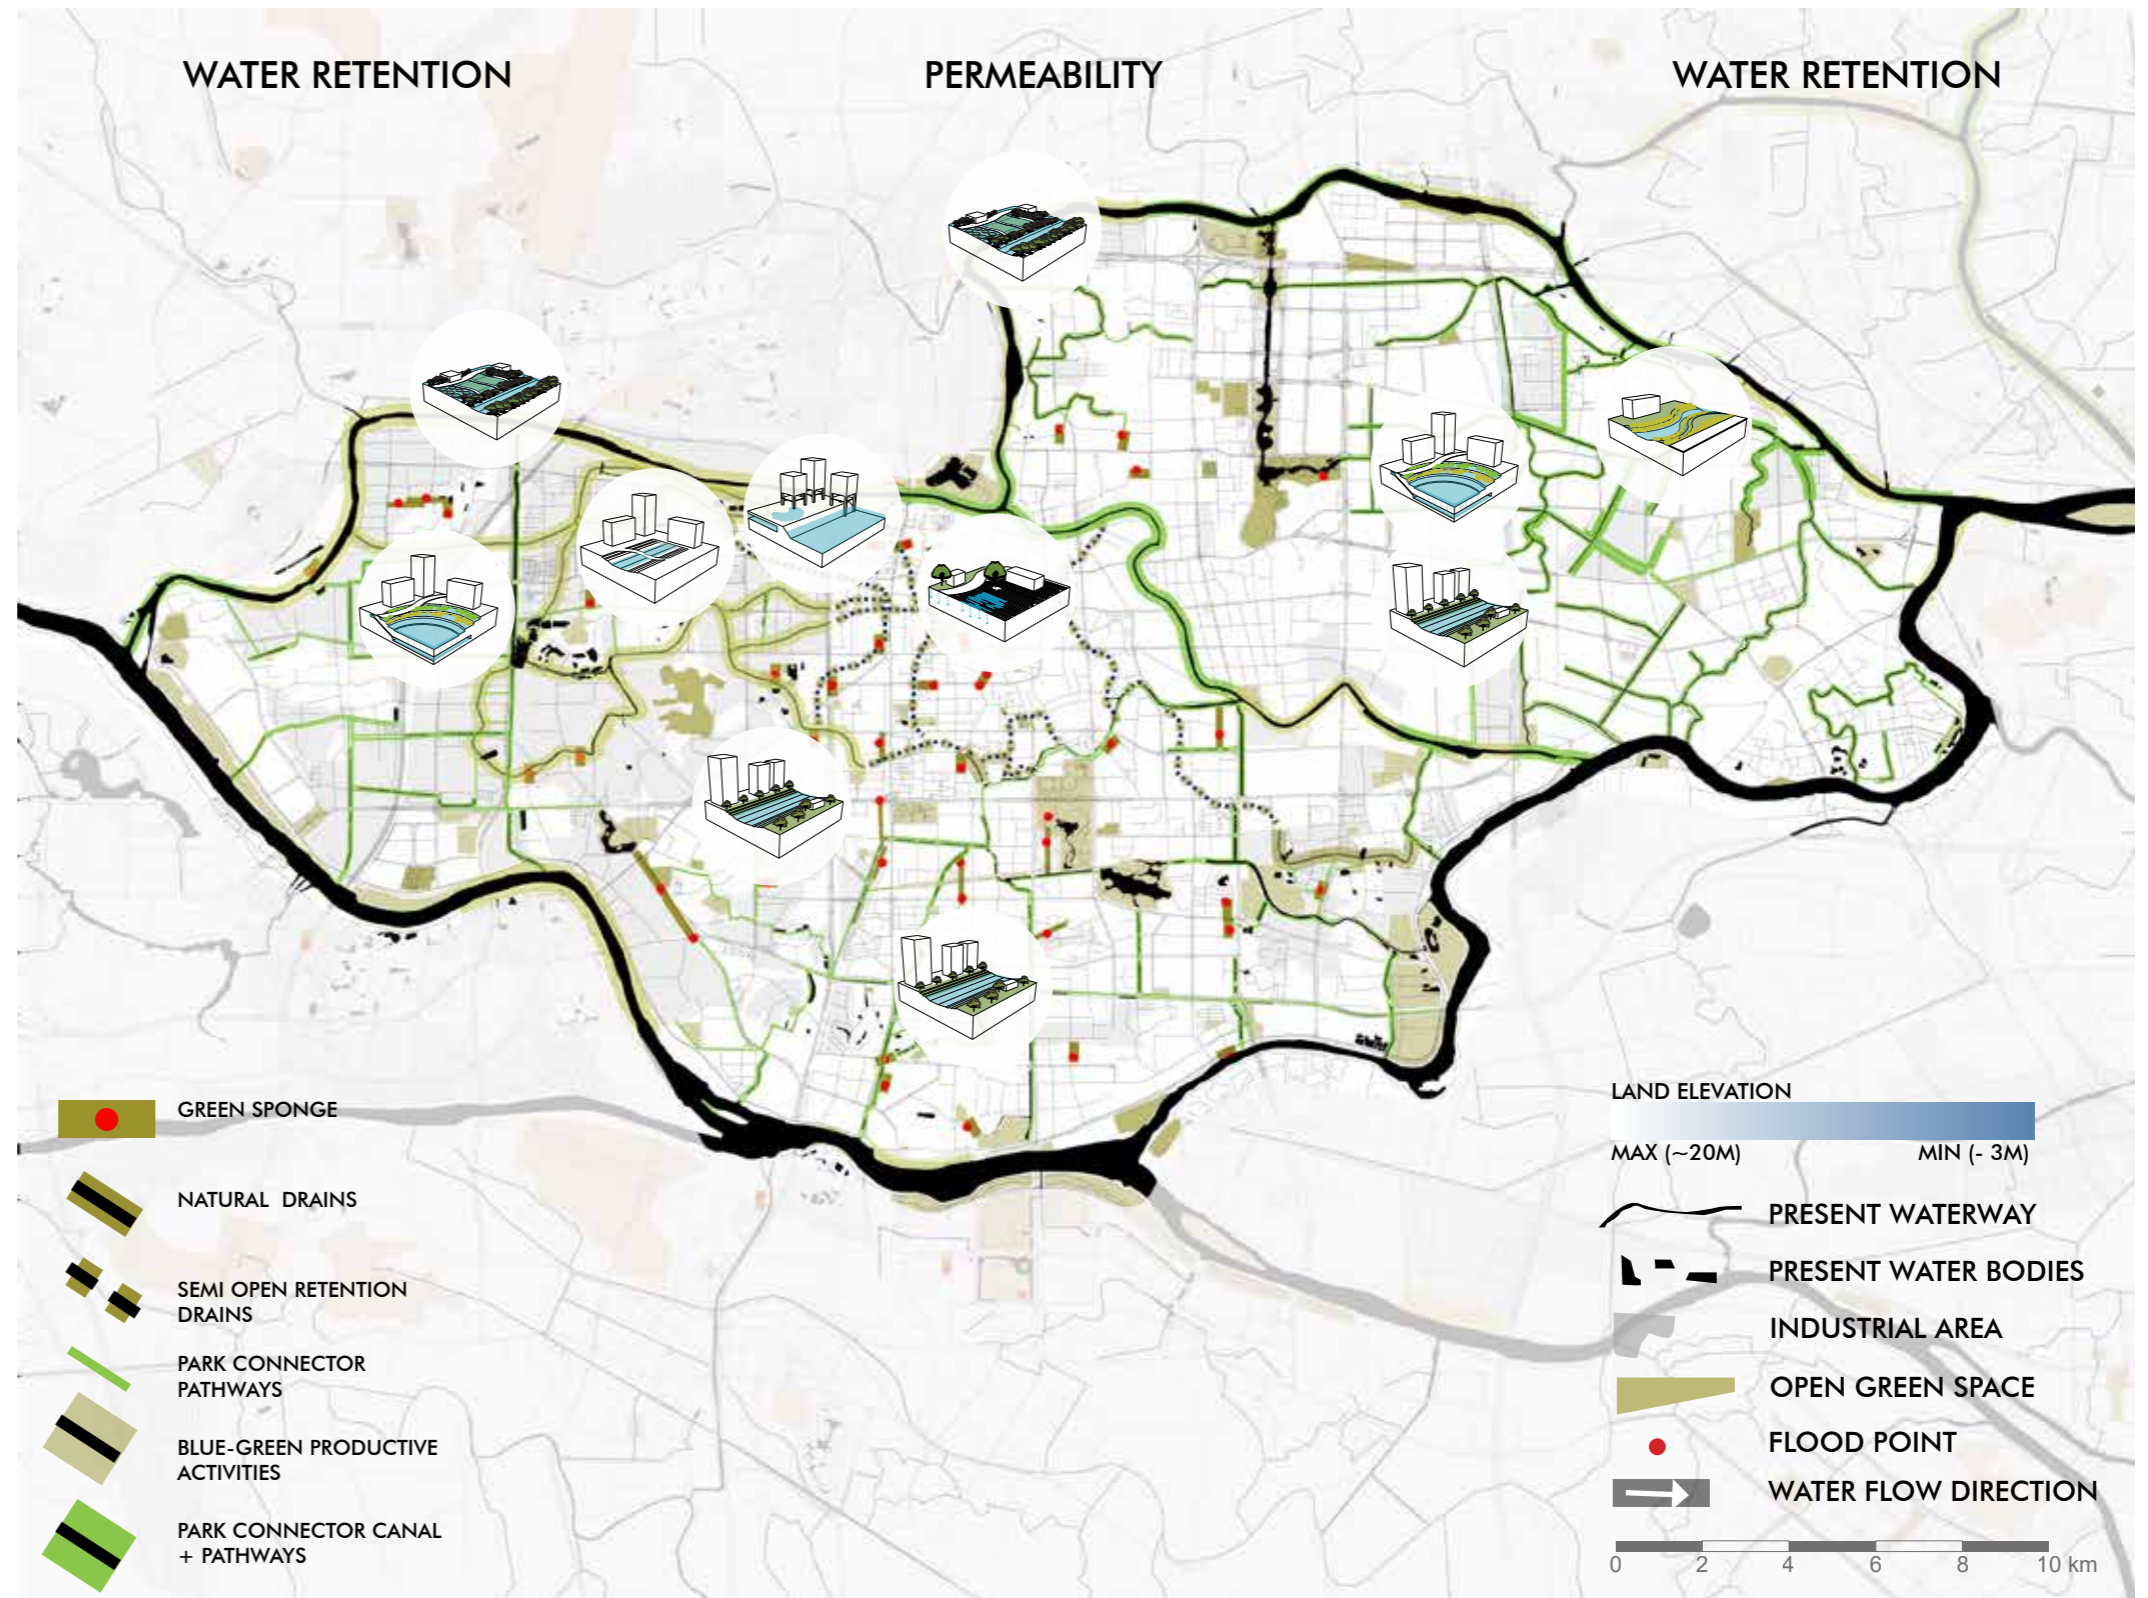 WATER RETENTION
PERMEABILITY
WATER RETENTION
GREEN SPONGE
NATURAL DRAINS
SEMI OPEN RETENTION
DRAINS
PARK CONNECTOR
PATHWAYS
BLUE-GREEN PRODUCTIVE
ACTIVITIES
PARK CONNECTOR CANAL
+ PATHWAYS
LAND ELEVATION
MAX (~20M) MIN (- 3M)
PRESENT WATERWAY
PRESENT WATER BODIES
INDUSTRIAL AREA
OPEN GREEN SPACE
FLOOD POINT
WATER FLOW DIRECTION
0 2 4 6 8 10 km